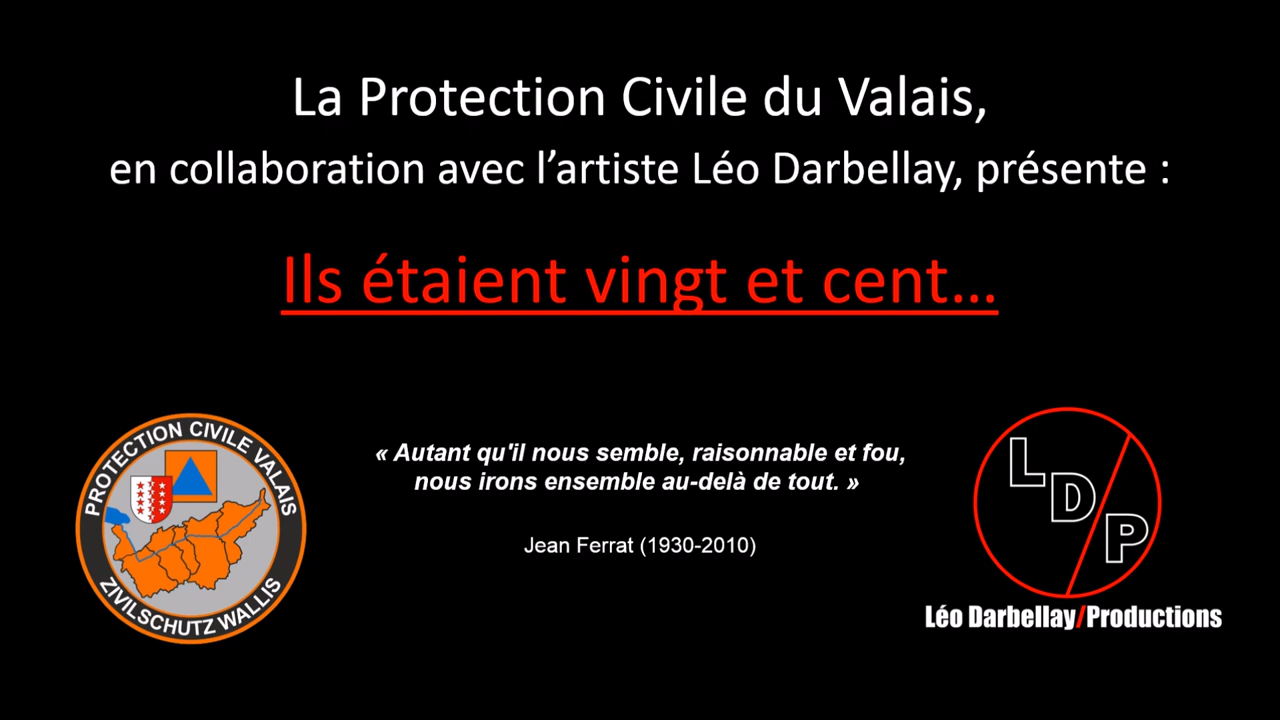 La Protection Civile du Valais,
en collaboration avec l’artiste Léo Darbellay, présente :
Ils étaient vingt et cent…
PROTECTION CIVILE VALAIS
ZIVILSCHUTZ WALLIS
« Autant qu'il nous semble, raisonnable et fou,
nous irons ensemble au-delà de tout. »
Jean Ferrat (1930-2010)
LDP
Léo Darbellay/Productions